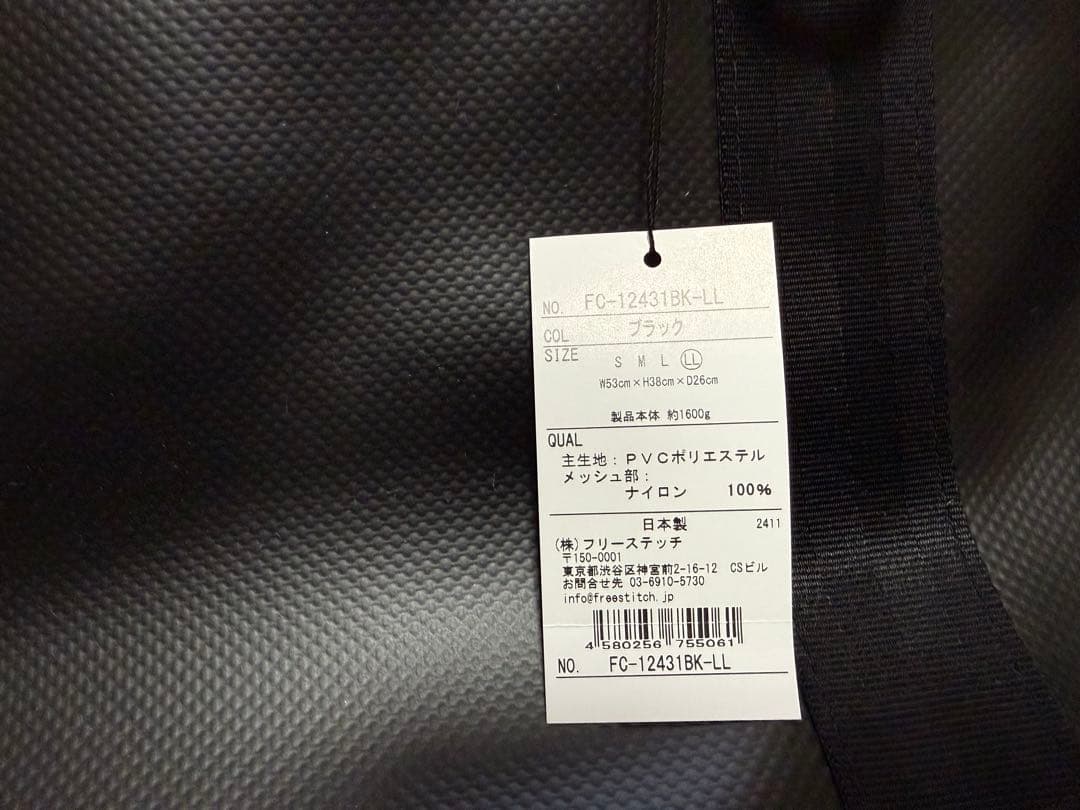 NO. FC-12431BK-LL
COL ブラック
SIZE S M L LL
W53cm×H38cm×D26cm
製品本体 約1600g
QUAL
主生地：PVCポリエステル
メッシュ部：
ナイロン 100%
日本製 2411
(株)フリーステッチ
〒150-0001
東京都渋谷区神宮前2-16-12 CSビル
お問合せ先 03-6910-5730
info@freestitch.jp
4 580256 755061
NO. FC-12431BK-LL